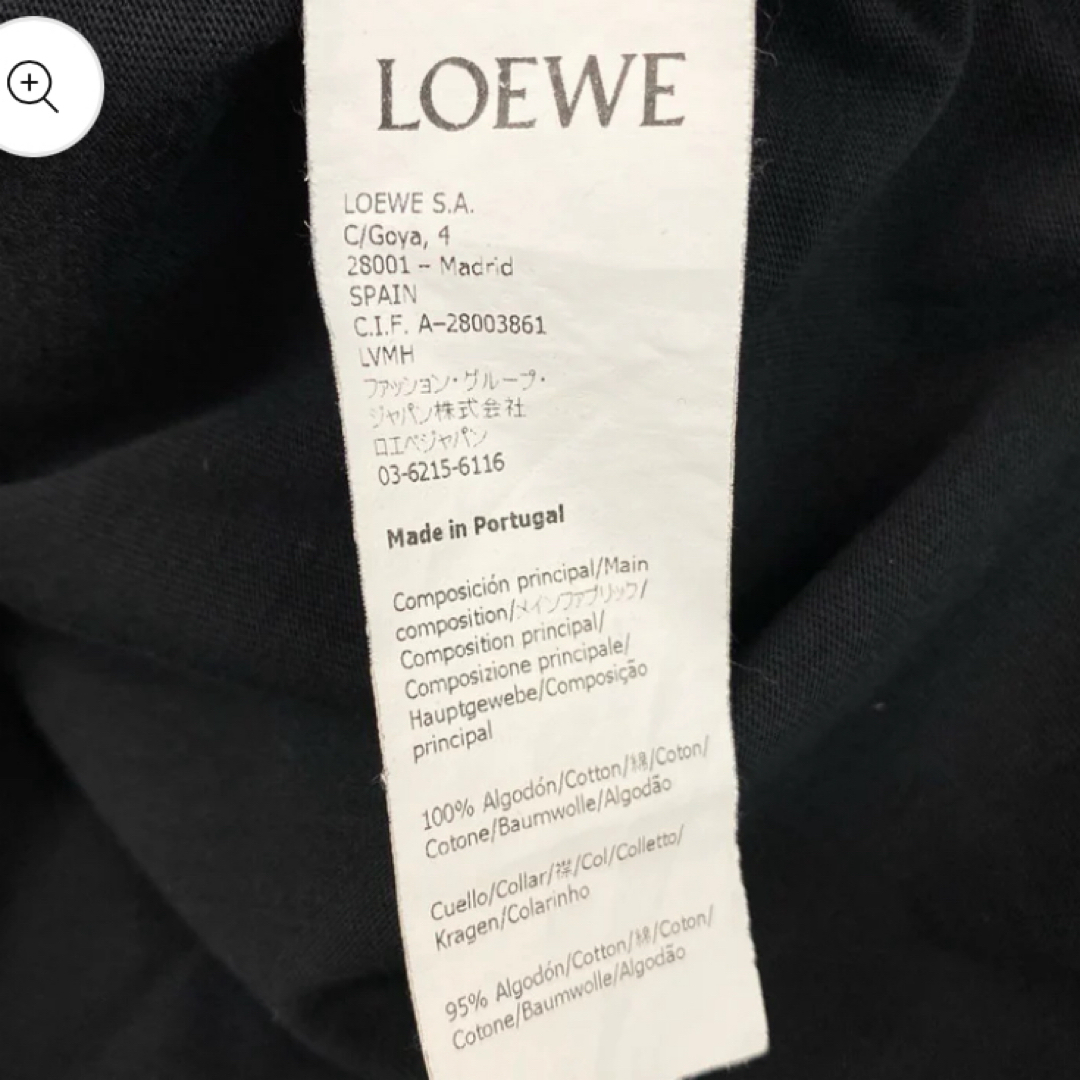 LOEWE
LOEWE S.A.
C/Goya, 4
28001 - Madrid
SPAIN
C.I.F. A-28003861
LVMH
ファッション・グループ・
ジャパン株式会社
ロエベジャパン
03-6215-6116
Made in Portugal
Composición principal/Main
composition/メインファブリック/
Composition principal/
Composizione principale/
Hauptgewebe/Composição
principal
100% Algodón/Cotton/綿/Coton/
Cotone/Baumwolle/Algodão
Cuello/Collar/襟/Col/Colletto/
Kragen/Colarinho
95% Algodón/Cotton/綿/Coton/
Cotone/Baumwolle/Algodão